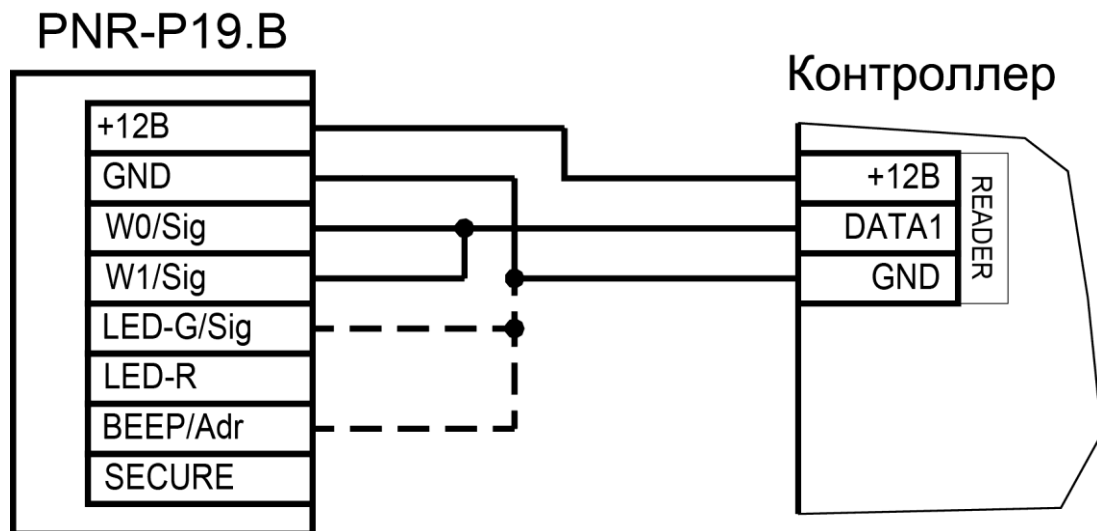 PNR-P19.B
+12В
GND
W0/Sig
W1/Sig
LED-G/Sig
LED-R
BEEP/Adr
SECURE
Контроллер
+12В
DATA1
GND
READER